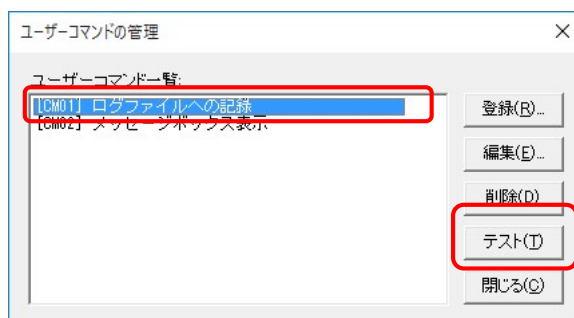 ユーザーコマンドの管理
ユーザーコマンド一覧:
[CM01] ログファイルへの記録
[CM02] メッセージボックス表示
登録(R)...
編集(E)...
削除(D)
テスト(T)
閉じる(C)